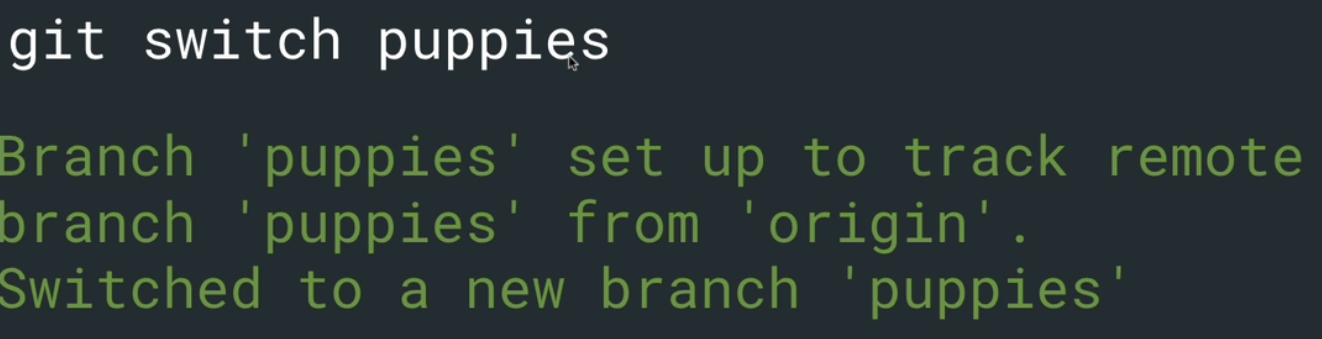 git switch puppies
Branch 'puppies' set up to track remote
branch 'puppies' from 'origin'.
Switched to a new branch 'puppies'